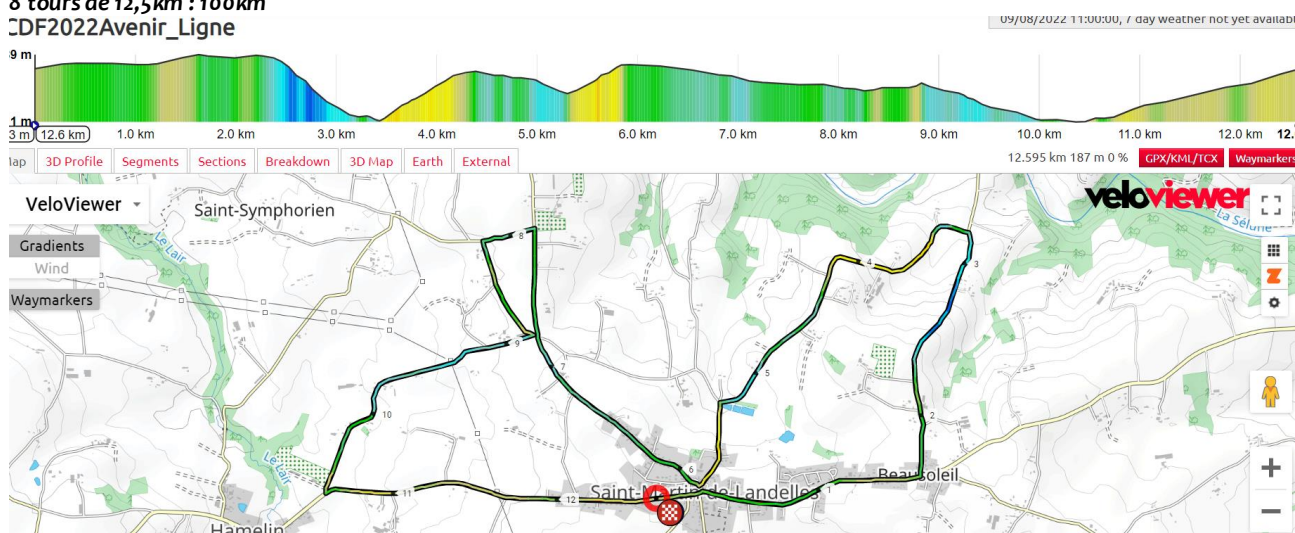 8 tours de 12,5km : 100km
CDF2022Avenir_Ligne
09/08/2022 11:00:00, 7 day weather not yet availabl
9 m
1 m
3 m 12.6 km 1.0 km 2.0 km 3.0 km 4.0 km 5.0 km 6.0 km 7.0 km 8.0 km 9.0 km 10.0 km 11.0 km 12.0 km 12.
ap 3D Profile Segments Sections Breakdown 3D Map Earth External 12.595 km 187 m 0 % GPX/KML/TCX Waymarkers
VeloViewer
Saint-Symphorien
veloviewer
La Sélune
Le Lair
Gradients
Wind
Waymarkers
8
3
4
Z
9
7
5
10
2
Le Lair
6
Beausoleil
11
12
Saint-Martin-de-Landelles
1
Hamelin